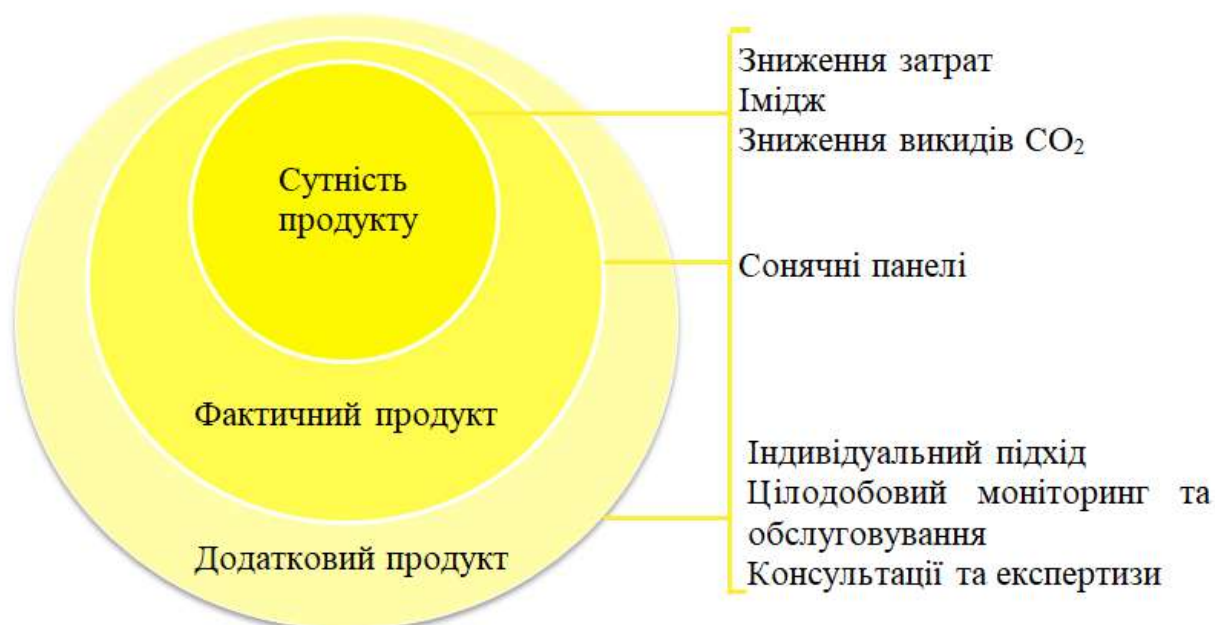 Сутність
продукту
Фактичний продукт
Додатковий продукт
Зниження затрат
Імідж
Зниження викидів CO₂
Сонячні панелі
Індивідуальний підхід
Цілодобовий моніторинг та
обслуговування
Консультації та експертизи